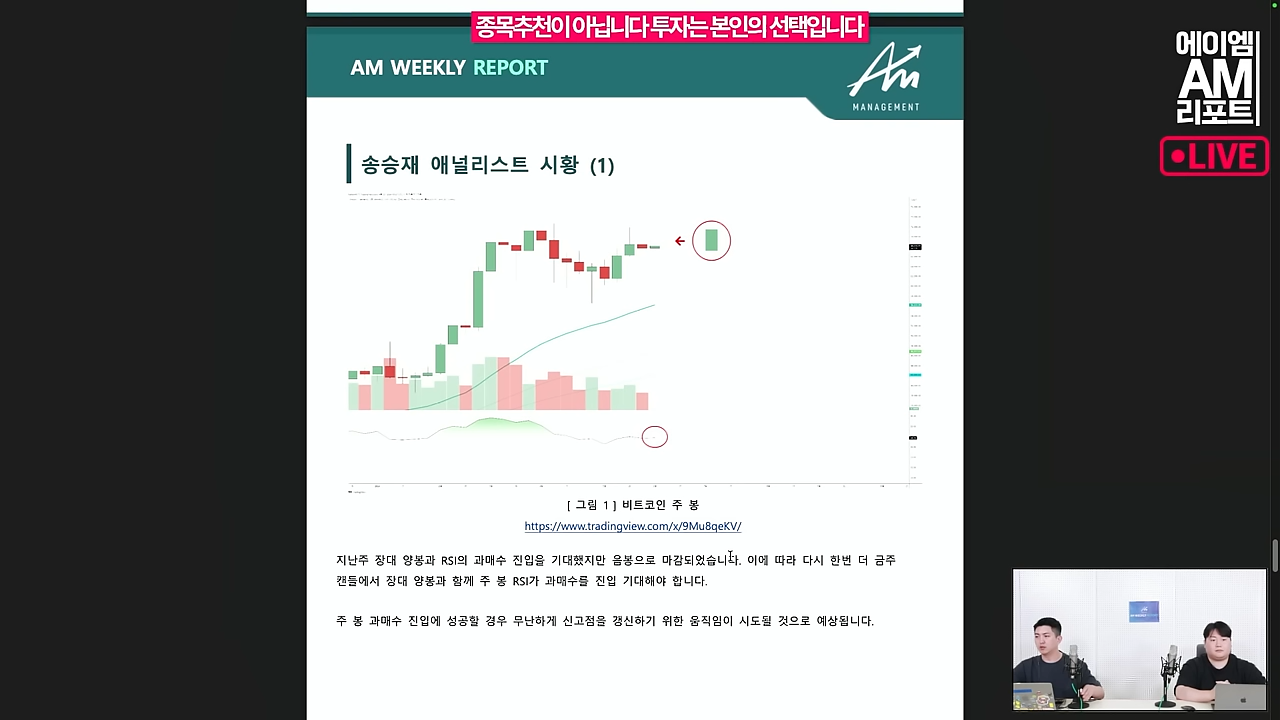 종목추천이 아닙니다 투자는 본인의 선택입니다
AM WEEKLY REPORT
Am
MANAGEMENT
에이엠
AM
리포트
LIVE
송승재 애널리스트 시황 (1)
[ 그림 1 ] 비트코인 주 봉
https://www.tradingview.com/x/9Mu8qeKV/
지난주 장대 양봉과 RSI의 과매수 진입을 기대했지만 음봉으로 마감되었습니다. 이에 따라 다시 한번 더 금주
캔들에서 장대 양봉과 함께 주 봉 RSI가 과매수를 진입 기대해야 합니다.
주 봉 과매수 진입에 성공할 경우 무난하게 신고점을 갱신하기 위한 움직임이 시도될 것으로 예상됩니다.